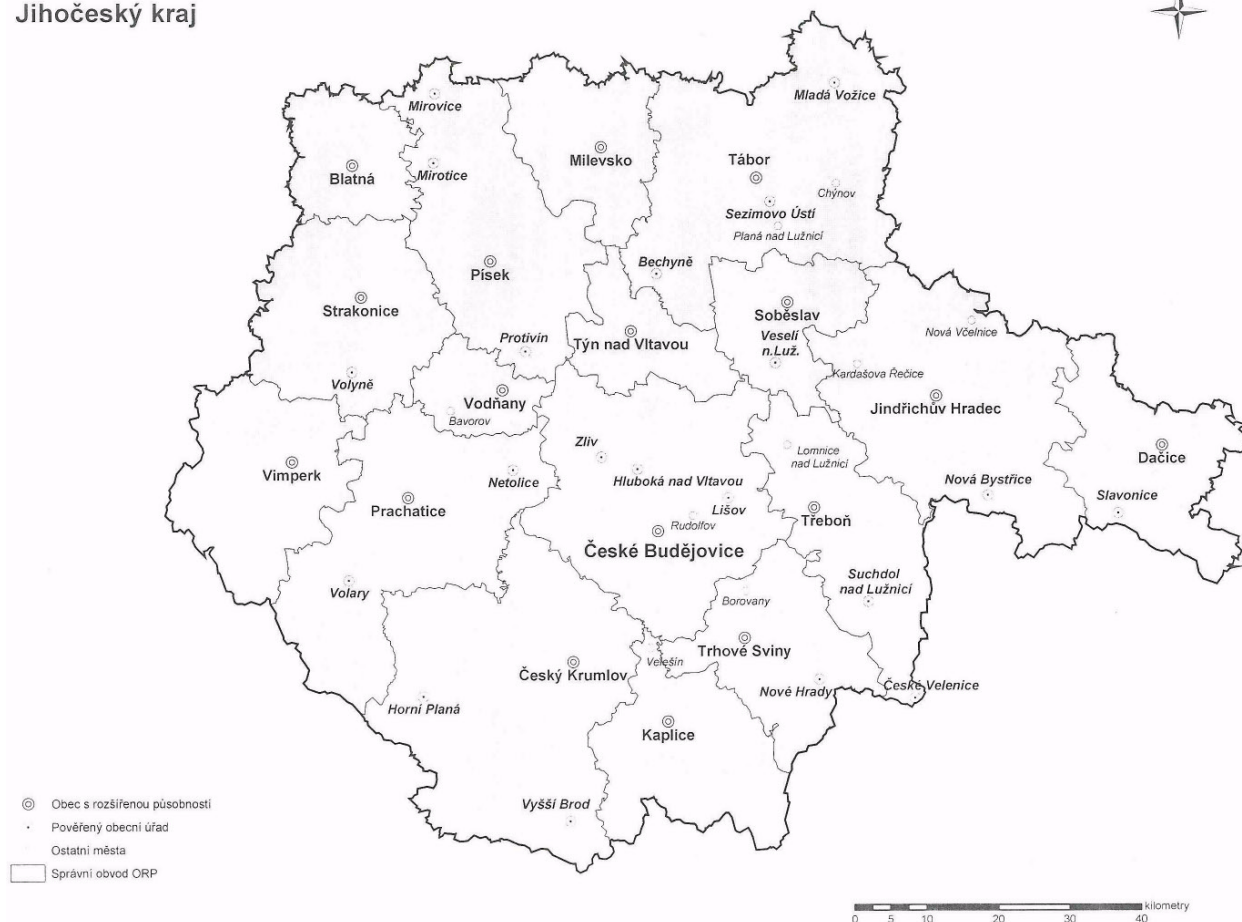 Jihočeský kraj
Mladá Vožice
Mirovice
Milevsko
Tábor
Blatná
Mirotice
Chýnov
Sezimovo Ústí
Planá nad Lužnicí
Bechyně
Písek
Strakonice
Soběslav
Nová Včelnice
Protivín
Týn nad Vltavou
Veselí
n.Luž.
Kardašova Řečice
Volyně
Vodňany
Jindřichův Hradec
Bavorov
Zliv
Lomnice
nad Lužnicí
Dačice
Vimperk
Netolice
Hluboká nad Vltavou
Nová Bystřice
Slavonice
Prachatice
Lišov
Rudolfov
Třeboň
České Budějovice
Suchdol
nad Lužnicí
Volary
Borovany
Trhové Sviny
Velešín
Český Krumlov
České Velenice
Nové Hrady
Horní Planá
Kaplice
Vyšší Brod
Obec s rozšířenou působností
Pověřený obecní úřad
Ostatní města
Správní obvod ORP
kilometry
0 5 10 20 30 40